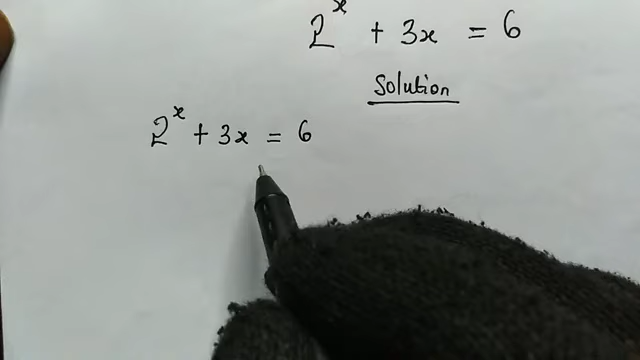 2^x + 3x = 6
Solution
2^x + 3x = 6